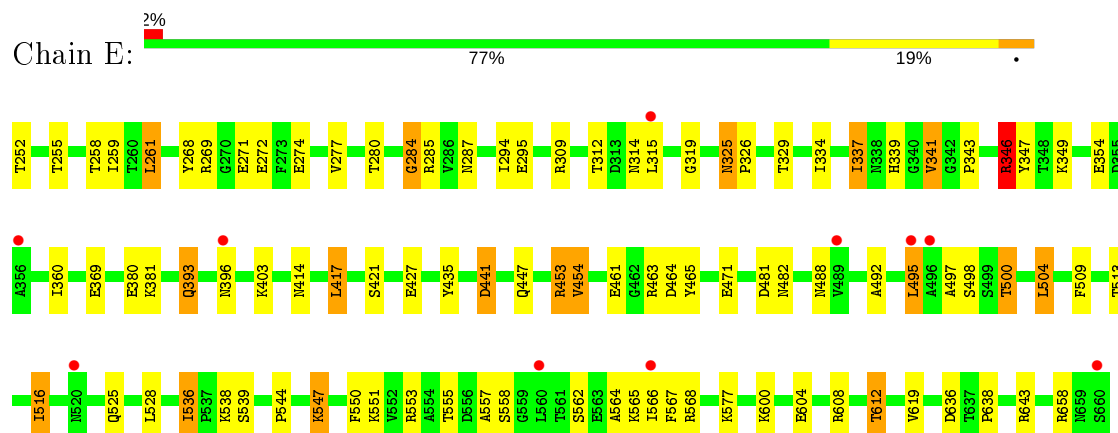 2%
Chain E:
77% 19% •
T252 T255 T258 I259 T260 L261 Y268 R269 G270 E271 E272 F273 E274 V277 T280 G284 R285 V286 N287 I294 E295 R309 T312 D313 N314 L315 G319 N325 P326 T329 I334 I337 N338 H339 G340 V341 G342 P343 R346 Y347 T348 K349 E354 D355
A356 I360 E369 E380 K381 Q393 N396 K403 N414 L417 S421 E427 Y435 D441 Q447 R453 V454 E461 G462 R463 D464 Y465 E471 D481 N482 N488 V489 A492 L495 A496 A497 S498 S499 T500 L504 F509 T513
I516 N520 Q525 L528 I536 P537 K538 S539 P544 K547 F550 K551 V552 R553 A554 T555 D556 A557 S558 G559 L560 T561 S562 E563 A564 K565 I566 F567 R568 K577 K600 E604 R608 T612 V619 D636 T637 P638 R643 R658 N659 S660